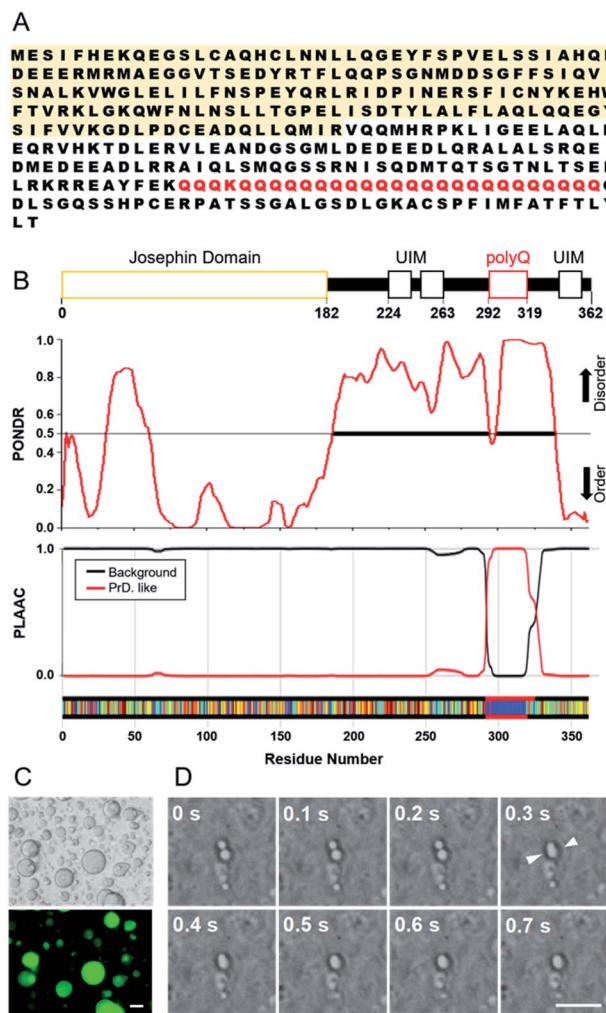 A
MESIFHEKQEGSLCAQHCLNNLLQGEYFSPVELSSIAHQ
DEEERMRMAEGGVTSEDYRTFLQQPSGNMDDSGFFSIQV
SNALKVWGLELILFNSPEYQRLRIDPINERSFICNYKEHW
FTVRKLGKQWFNLNSLLTGPELISDTYLALFLAQLQQEGY
SIFVVKGDLPDCEADQLLQMIRVQQMHRPKLIGEELAQL
EQRVHKTDLERVLEANDGSGMLDEDEEDLQRALALSRQE
DMEDEEADLRRAIQLSMQGSSRNISQDMTQTSGTNLTSE
LRKRREAYFEKQQQKQQQQQQQQQQQQQQQQQQQQQQQQ
DLSGQSSHPCERPATSSGALGSDLGKACSPFIMFATFTLY
LT
B
Josephin Domain UIM polyQ UIM
0 182 224 263 292 319 362
PONDR
1.0
0.8
0.6
0.5
0.4
0.2
0.0
Disorder
Order
PLAAC
1.0
0.0
Background
PrD. like
0 50 100 150 200 250 300 350
Residue Number
C
D
0 s 0.1 s 0.2 s 0.3 s
0.4 s 0.5 s 0.6 s 0.7 s